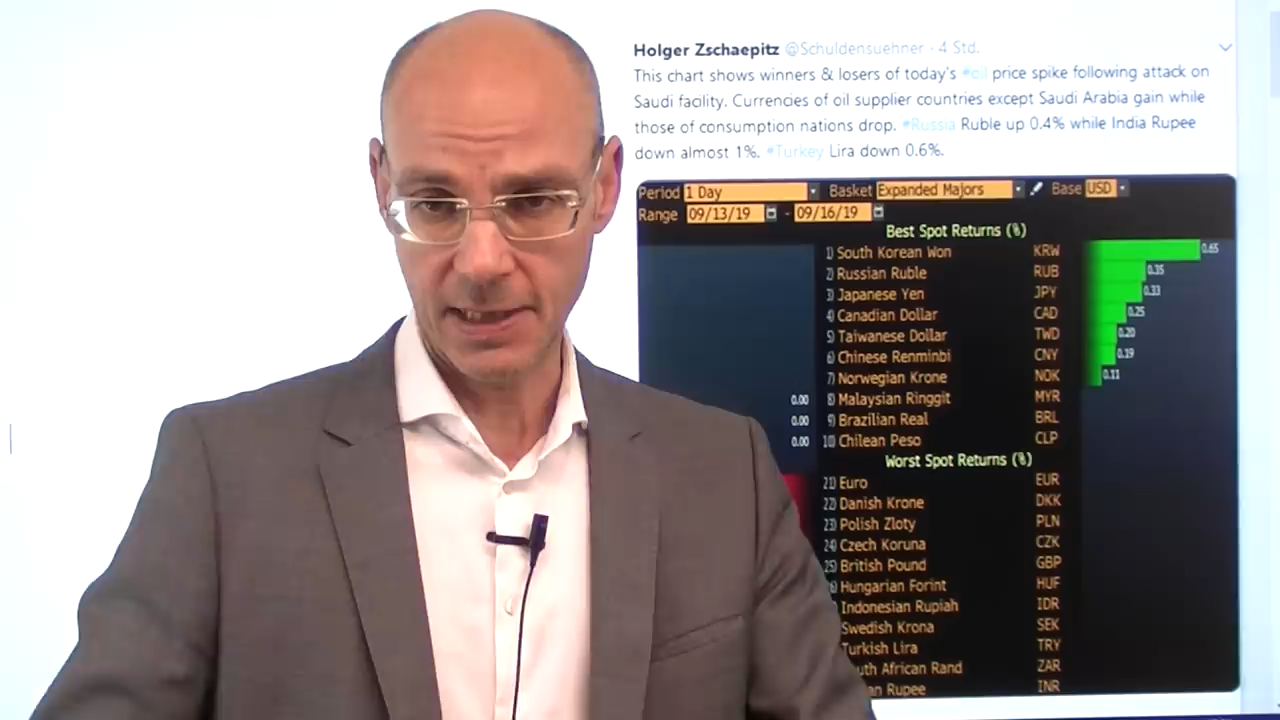 Holger Zschaepitz @Schuldensuehner · 4 Std.
This chart shows winners & losers of today's #oil price spike following attack on
Saudi facility. Currencies of oil supplier countries except Saudi Arabia gain while
those of consumption nations drop. #Russia Ruble up 0.4% while India Rupee
down almost 1%. #Turkey Lira down 0.6%.
Period 1 Day Basket Expanded Majors Base USD
Range 09/13/19 - 09/16/19
Best Spot Returns (%)
1) South Korean Won KRW 0.65
2) Russian Ruble RUB 0.35
3) Japanese Yen JPY 0.33
4) Canadian Dollar CAD 0.25
5) Taiwanese Dollar TWD 0.20
6) Chinese Renminbi CNY 0.19
7) Norwegian Krone NOK 0.11
0.00 8) Malaysian Ringgit MYR
0.00 9) Brazilian Real BRL
0.00 10) Chilean Peso CLP
Worst Spot Returns (%)
21) Euro EUR
22) Danish Krone DKK
23) Polish Zloty PLN
24) Czech Koruna CZK
25) British Pound GBP
6) Hungarian Forint HUF
) Indonesian Rupiah IDR
Swedish Krona SEK
Turkish Lira TRY
uth African Rand ZAR
an Rupee INR